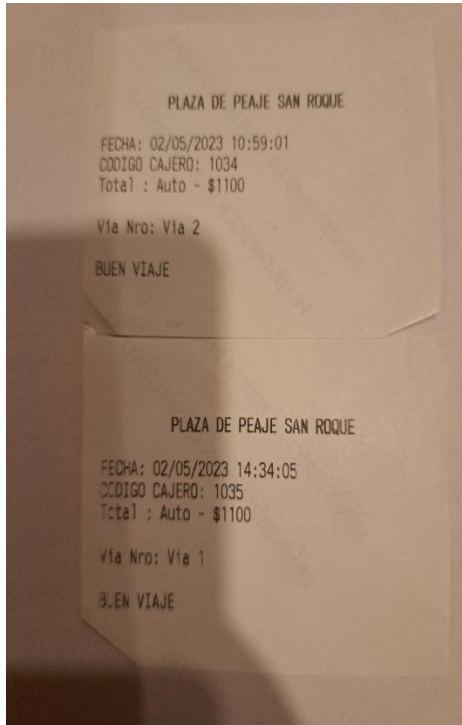 PLAZA DE PEAJE SAN ROQUE
FECHA: 02/05/2023 10:59:01
CODIGO CAJERO: 1034
Total : Auto - $1100
Via Nro: Via 2
BUEN VIAJE
PLAZA DE PEAJE SAN ROQUE
FECHA: 02/05/2023 14:34:05
CODIGO CAJERO: 1035
Total : Auto - $1100
Via Nro: Via 1
BUEN VIAJE